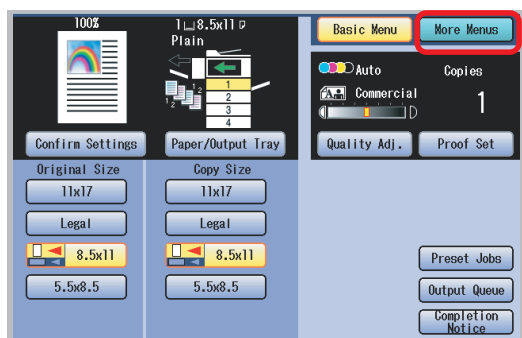 100%
1 8.5x11
Plain
1
2
3
4
1 2
Confirm Settings
Paper/Output Tray
Basic Menu
More Menus
Auto
Copies
Commercial
1
Quality Adj.
Proof Set
Original Size
Copy Size
11x17
11x17
Legal
Legal
8.5x11
8.5x11
5.5x8.5
5.5x8.5
Preset Jobs
Output Queue
Completion
Notice